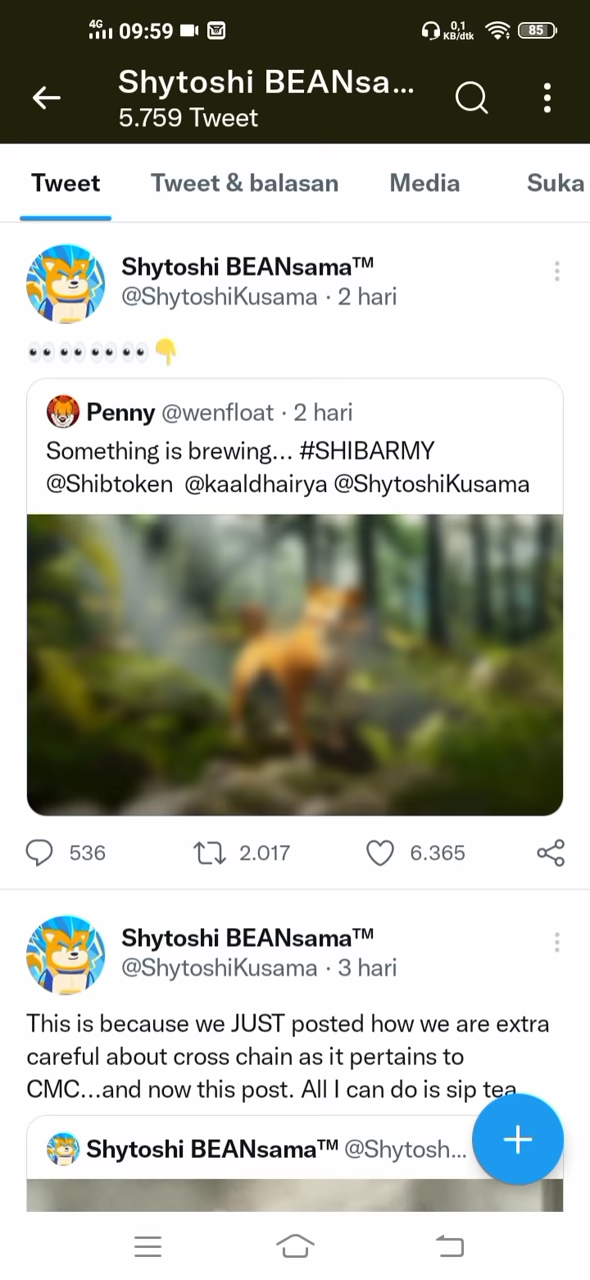 4G 09:59 0,1 KB/dtk 85
Shytoshi BEANsa...
5.759 Tweet
Tweet Tweet & balasan Media Suka
Shytoshi BEANsama™
@ShytoshiKusama · 2 hari
👀👀👀👀👇
Penny @wenfloat · 2 hari
Something is brewing... #SHIBARMY
@Shibtoken @kaaldhairya @ShytoshiKusama
536 2.017 6.365
Shytoshi BEANsama™
@ShytoshiKusama · 3 hari
This is because we JUST posted how we are extra
careful about cross chain as it pertains to
CMC...and now this post. All I can do is sip tea
Shytoshi BEANsama™ @Shytosh...